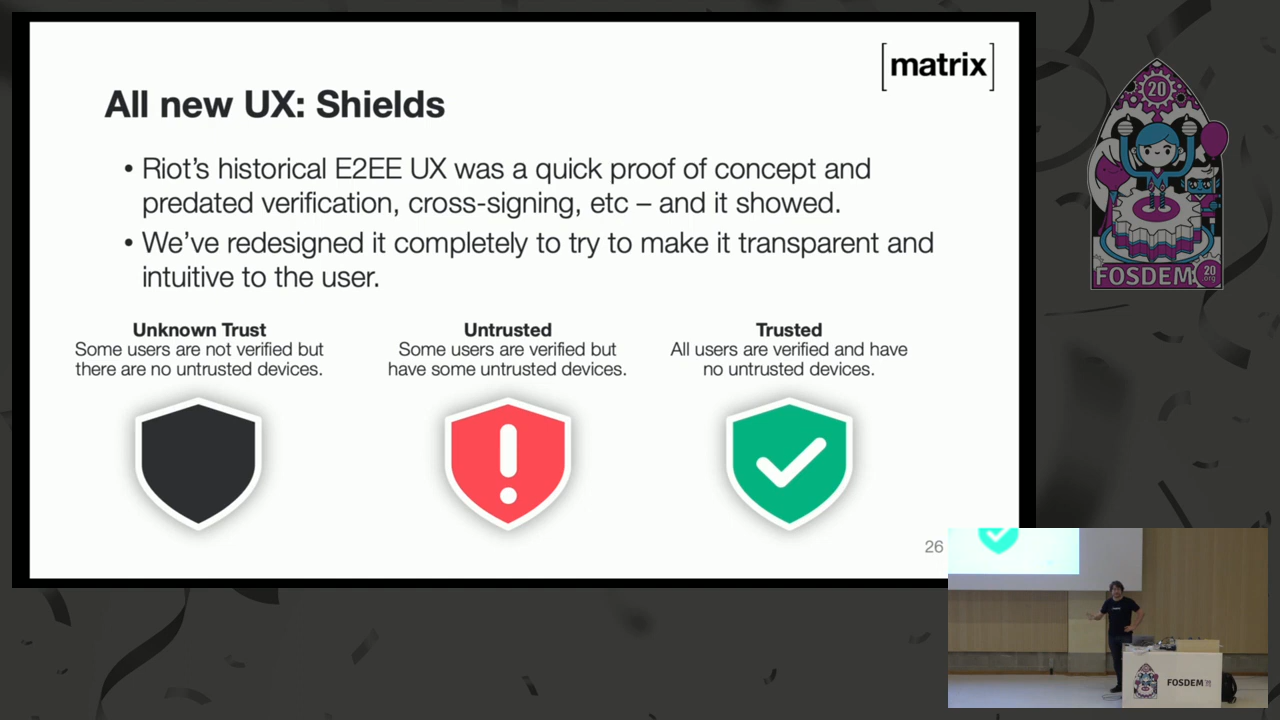 [matrix]
All new UX: Shields
• Riot's historical E2EE UX was a quick proof of concept and
predated verification, cross-signing, etc – and it showed.
• We've redesigned it completely to try to make it transparent and
intuitive to the user.
Unknown Trust
Some users are not verified but
there are no untrusted devices.
Untrusted
Some users are verified but
have some untrusted devices.
Trusted
All users are verified and have
no untrusted devices.
26
20
FOSDEM
20
.org
FOSDEM